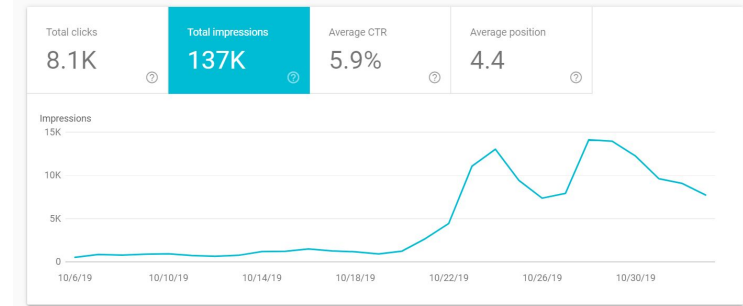 Total clicks
8.1K
Total impressions
137K
Average CTR
5.9%
Average position
4.4
Impressions
15K
10K
5K
0
10/6/19 10/10/19 10/14/19 10/18/19 10/22/19 10/26/19 10/30/19